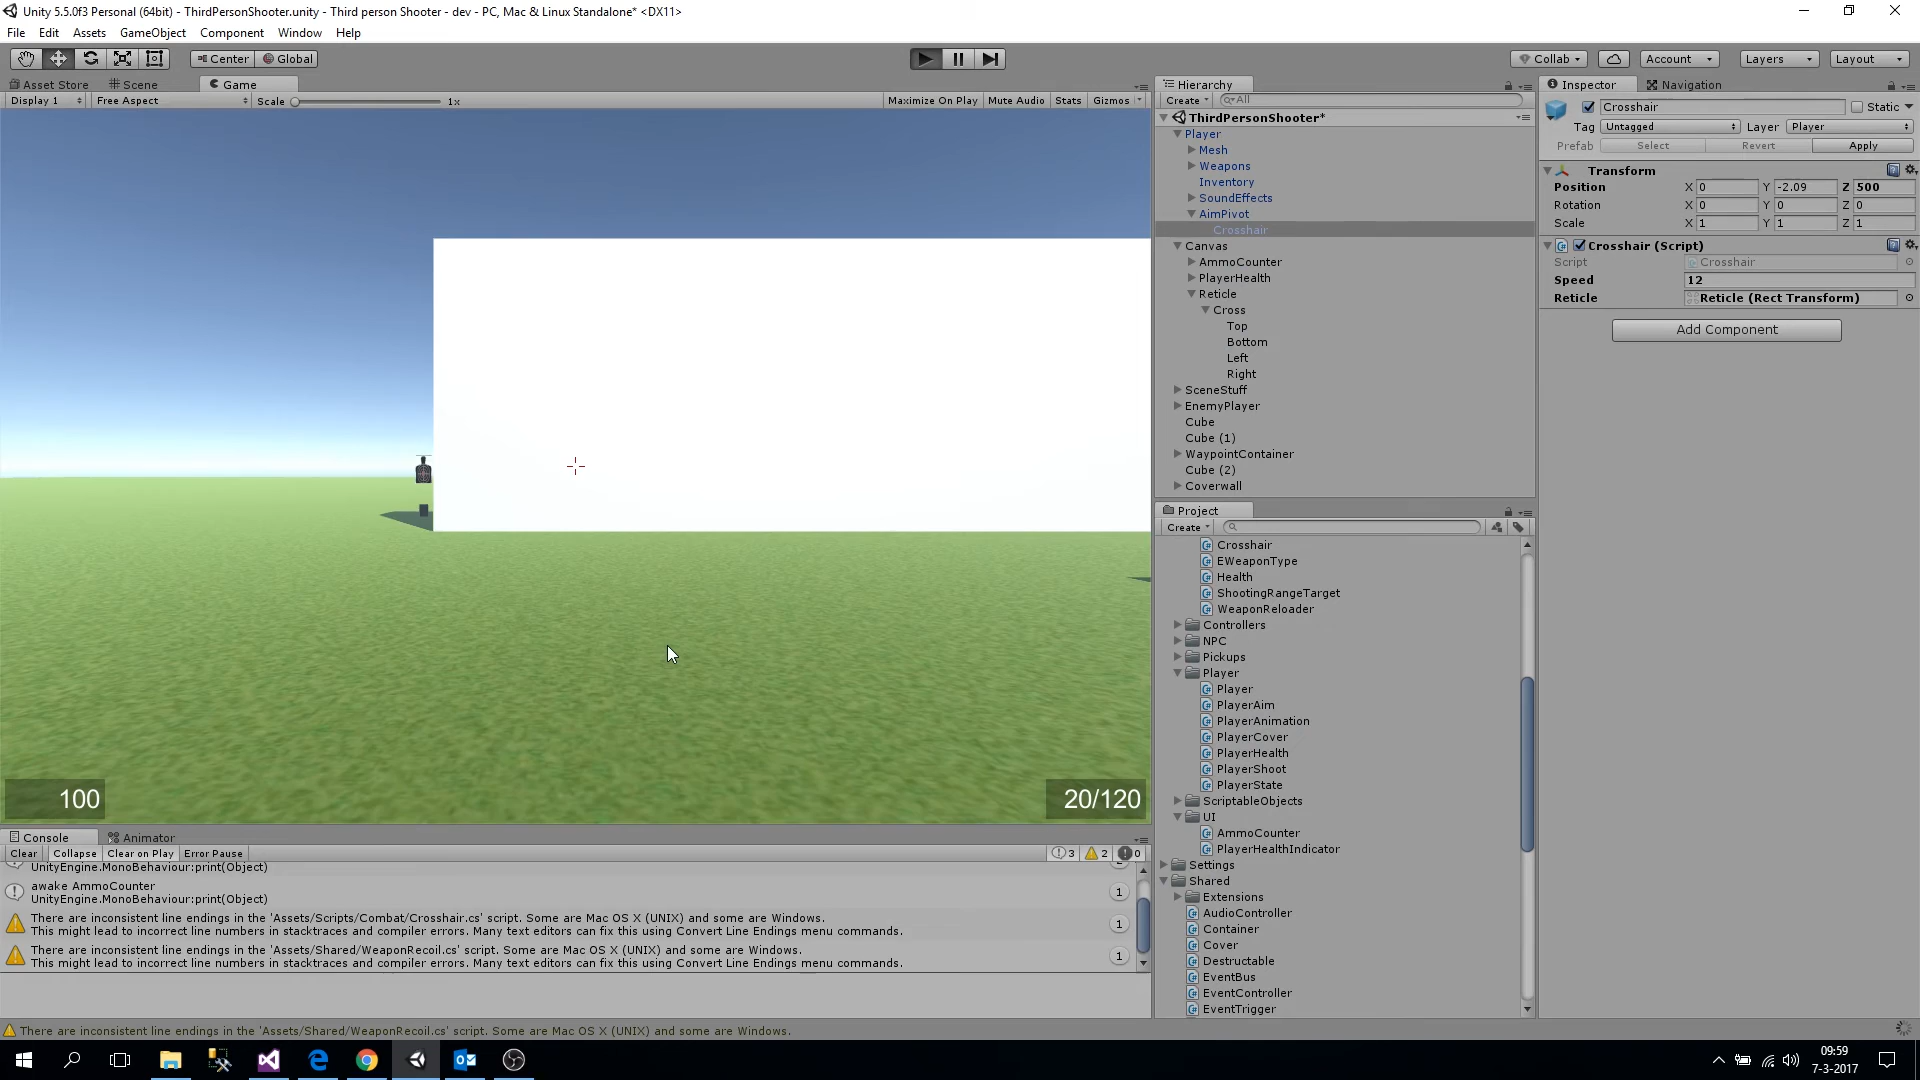 Unity 5.5.0f3 Personal (64bit) - ThirdPersonShooter.unity - Third person Shooter - dev - PC, Mac & Linux Standalone* <DX11>
File Edit Assets GameObject Component Window Help
Center Global
Collab Account Layers Layout
Asset Store Scene Game
Display 1 Free Aspect Scale 1x Maximize On Play Mute Audio Stats Gizmos
100
20/120
Console Animator
Clear Collapse Clear on Play Error Pause 3 2 0
UnityEngine.MonoBehaviour:print(Object)
awake AmmoCounter
UnityEngine.MonoBehaviour:print(Object)
1
There are inconsistent line endings in the 'Assets/Scripts/Combat/Crosshair.cs' script. Some are Mac OS X (UNIX) and some are Windows.
This might lead to incorrect line numbers in stacktraces and compiler errors. Many text editors can fix this using Convert Line Endings menu commands.
1
There are inconsistent line endings in the 'Assets/Shared/WeaponRecoil.cs' script. Some are Mac OS X (UNIX) and some are Windows.
This might lead to incorrect line numbers in stacktraces and compiler errors. Many text editors can fix this using Convert Line Endings menu commands.
1
Hierarchy
Create All
ThirdPersonShooter*
Player
Mesh
Weapons
Inventory
SoundEffects
AimPivot
Crosshair
Canvas
AmmoCounter
PlayerHealth
Reticle
Cross
Top
Bottom
Left
Right
SceneStuff
EnemyPlayer
Cube
Cube (1)
WaypointContainer
Cube (2)
Coverwall
Project
Create
Crosshair
EWeaponType
Health
ShootingRangeTarget
WeaponReloader
Controllers
NPC
Pickups
Player
Player
PlayerAim
PlayerAnimation
PlayerCover
PlayerHealth
PlayerShoot
PlayerState
ScriptableObjects
UI
AmmoCounter
PlayerHealthIndicator
Settings
Shared
Extensions
AudioController
Container
Cover
Destructable
EventBus
EventController
EventTrigger
Inspector Navigation
Crosshair Static
Tag Untagged Layer Player
Prefab Select Revert Apply
Transform
Position X 0 Y -2.09 Z 500
Rotation X 0 Y 0 Z 0
Scale X 1 Y 1 Z 1
Crosshair (Script)
Script Crosshair
Speed 12
Reticle Reticle (Rect Transform)
Add Component
There are inconsistent line endings in the 'Assets/Shared/WeaponRecoil.cs' script. Some are Mac OS X (UNIX) and some are Windows.
09:59
7-3-2017